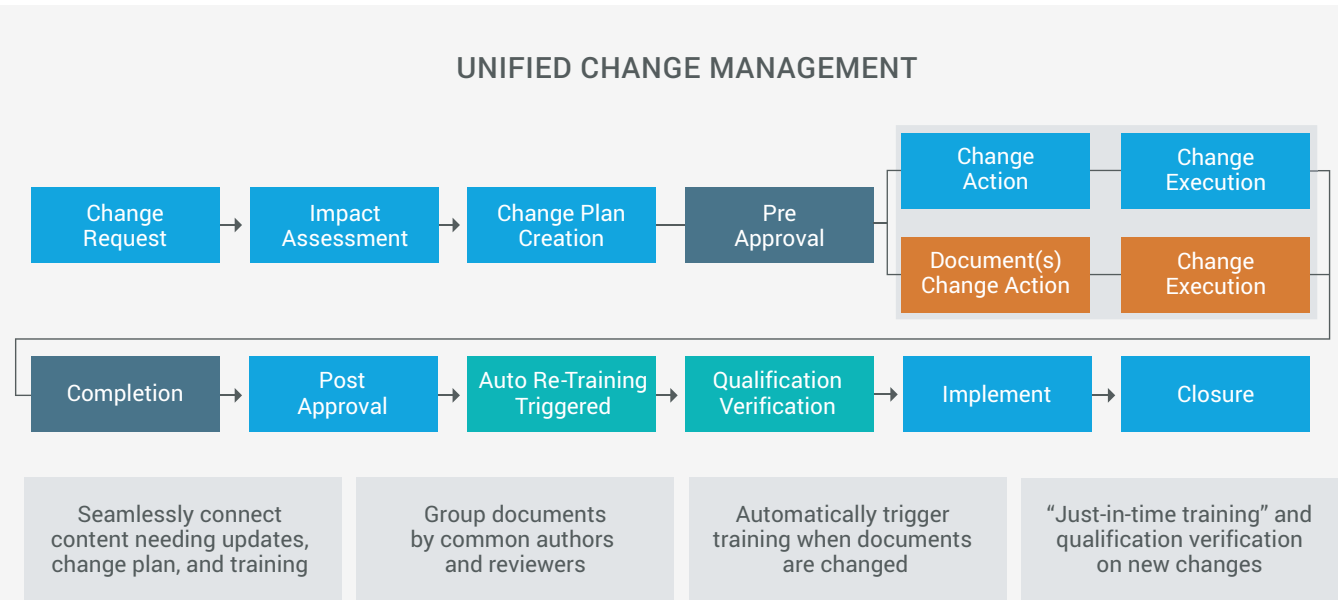 UNIFIED CHANGE MANAGEMENT
Change
Request
Impact
Assessment
Change Plan
Creation
Pre
Approval
Change
Action
Change
Execution
Document(s)
Change Action
Change
Execution
Completion
Post
Approval
Auto Re-Training
Triggered
Qualification
Verification
Implement
Closure
Seamlessly connect
content needing updates,
change plan, and training
Group documents
by common authors
and reviewers
Automatically trigger
training when documents
are changed
“Just-in-time training” and
qualification verification
on new changes